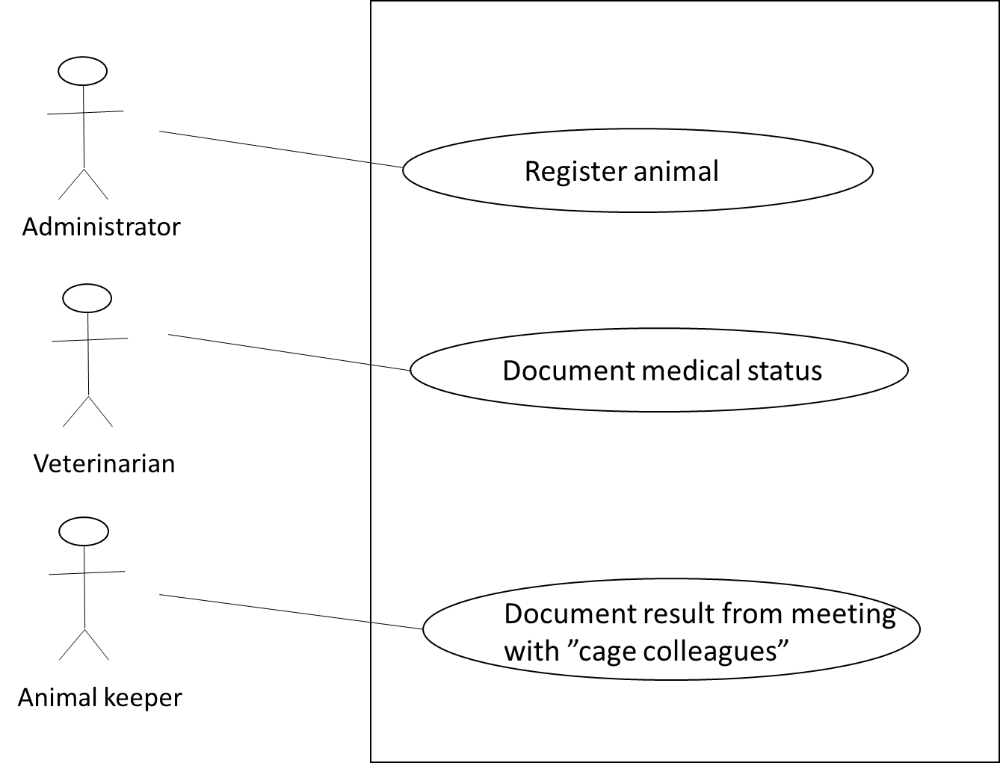 Register animal
Administrator
Document medical status
Veterinarian
Document result from meeting
with ”cage colleagues”
Animal keeper